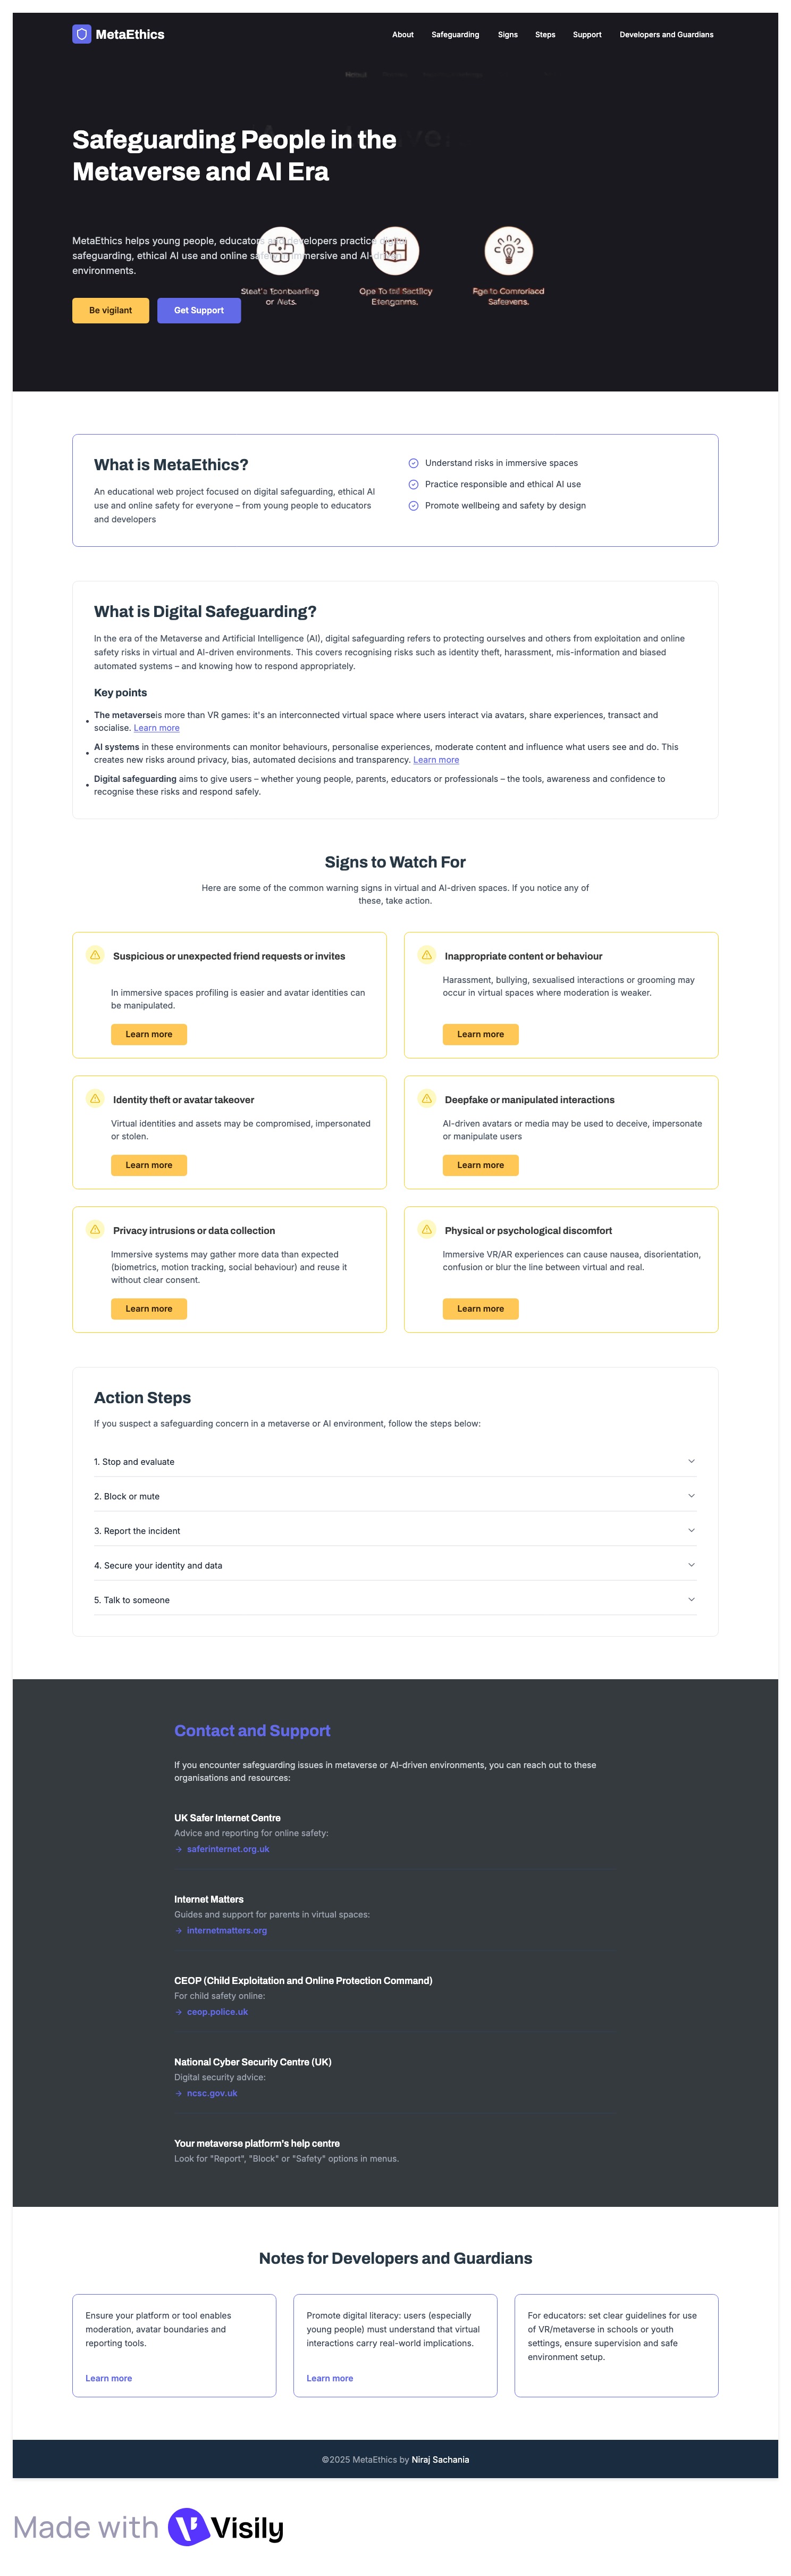 MetaEthics
About Safeguarding Signs Steps Support Developers and Guardians
Safeguarding People in the
Metaverse and AI Era
MetaEthics helps young people, educators and developers practice
safeguarding, ethical AI use and online safety in immersive and AI-driven
environments.
Be vigilant
Get Support
What is MetaEthics?
An educational web project focused on digital safeguarding, ethical AI
use and online safety for everyone – from young people to educators
and developers
Understand risks in immersive spaces
Practice responsible and ethical AI use
Promote wellbeing and safety by design
What is Digital Safeguarding?
In the era of the Metaverse and Artificial Intelligence (AI), digital safeguarding refers to protecting ourselves and others from exploitation and online
safety risks in virtual and AI-driven environments. This covers recognising risks such as identity theft, harassment, mis-information and biased
automated systems – and knowing how to respond appropriately.
Key points
• The metaverseis more than VR games: it's an interconnected virtual space where users interact via avatars, share experiences, transact and
socialise. Learn more
• AI systems in these environments can monitor behaviours, personalise experiences, moderate content and influence what users see and do. This
creates new risks around privacy, bias, automated decisions and transparency. Learn more
• Digital safeguarding aims to give users – whether young people, parents, educators or professionals – the tools, awareness and confidence to
recognise these risks and respond safely.
Signs to Watch For
Here are some of the common warning signs in virtual and AI-driven spaces. If you notice any of
these, take action.
Suspicious or unexpected friend requests or invites
In immersive spaces profiling is easier and avatar identities can
be manipulated.
Learn more
Inappropriate content or behaviour
Harassment, bullying, sexualised interactions or grooming may
occur in virtual spaces where moderation is weaker.
Learn more
Identity theft or avatar takeover
Virtual identities and assets may be compromised, impersonated
or stolen.
Learn more
Deepfake or manipulated interactions
AI-driven avatars or media may be used to deceive, impersonate
or manipulate users
Learn more
Privacy intrusions or data collection
Immersive systems may gather more data than expected
(biometrics, motion tracking, social behaviour) and reuse it
without clear consent.
Learn more
Physical or psychological discomfort
Immersive VR/AR experiences can cause nausea, disorientation,
confusion or blur the line between virtual and real.
Learn more
Action Steps
If you suspect a safeguarding concern in a metaverse or AI environment, follow the steps below:
1. Stop and evaluate
2. Block or mute
3. Report the incident
4. Secure your identity and data
5. Talk to someone
Contact and Support
If you encounter safeguarding issues in metaverse or AI-driven environments, you can reach out to these
organisations and resources:
UK Safer Internet Centre
Advice and reporting for online safety:
→ saferinternet.org.uk
Internet Matters
Guides and support for parents in virtual spaces:
→ internetmatters.org
CEOP (Child Exploitation and Online Protection Command)
For child safety online:
→ ceop.police.uk
National Cyber Security Centre (UK)
Digital security advice:
→ ncsc.gov.uk
Your metaverse platform's help centre
Look for "Report", "Block" or "Safety" options in menus.
Notes for Developers and Guardians
Ensure your platform or tool enables
moderation, avatar boundaries and
reporting tools.
Learn more
Promote digital literacy: users (especially
young people) must understand that virtual
interactions carry real-world implications.
Learn more
For educators: set clear guidelines for use
of VR/metaverse in schools or youth
settings, ensure supervision and safe
environment setup.
©2025 MetaEthics by Niraj Sachania
Made with Visily